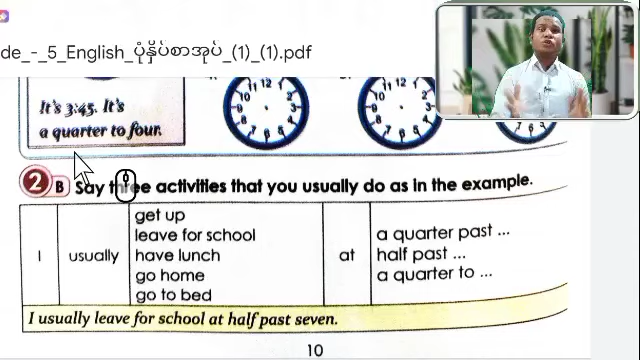 de_-_5_English_ပုံနှိပ်စာအုပ်_(1)_(1).pdf
It's 3:45. It's
a quarter to four.
2 B Say three activities that you usually do as in the example.
I usually get up at a quarter past ...
leave for school half past ...
have lunch a quarter to ...
go home
go to bed
I usually leave for school at half past seven.
10